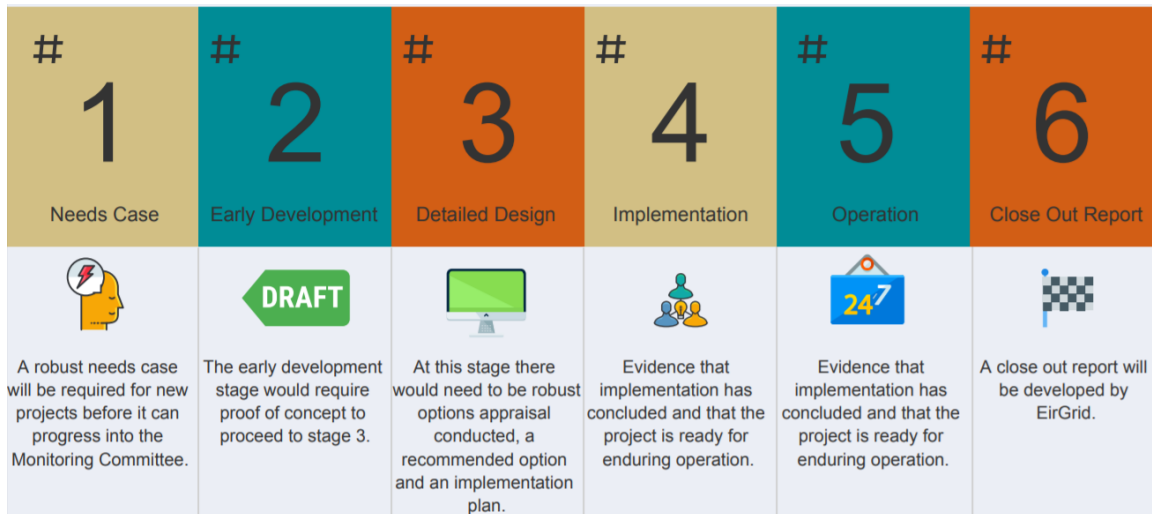 # 1
Needs Case
# 2
Early Development
# 3
Detailed Design
# 4
Implementation
# 5
Operation
# 6
Close Out Report
A robust needs case
will be required for new
projects before it can
progress into the
Monitoring Committee.
DRAFT
The early development
stage would require
proof of concept to
proceed to stage 3.
At this stage there
would need to be robust
options appraisal
conducted, a
recommended option
and an implementation
plan.
Evidence that
implementation has
concluded and that the
project is ready for
enduring operation.
24/7
Evidence that
implementation has
concluded and that the
project is ready for
enduring operation.
A close out report will
be developed by
EirGrid.